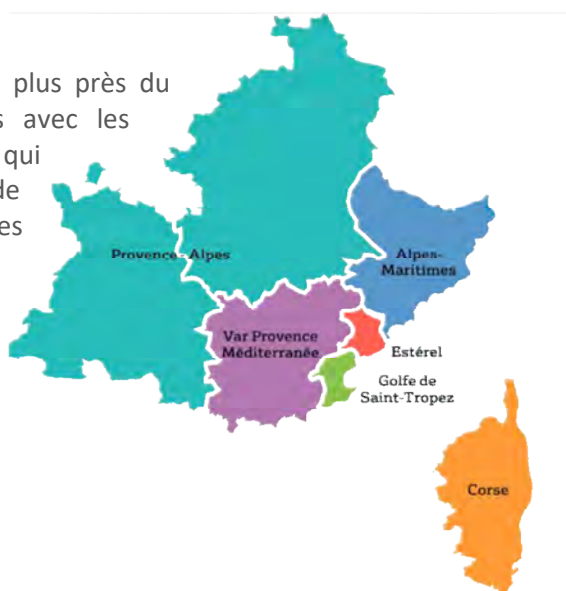 plus près du
s avec les
qui
de
es
Provence-Alpes
Alpes-
Maritimes
Var Provence
Méditerranée
Estérel
Golfe de
Saint-Tropez
Corse